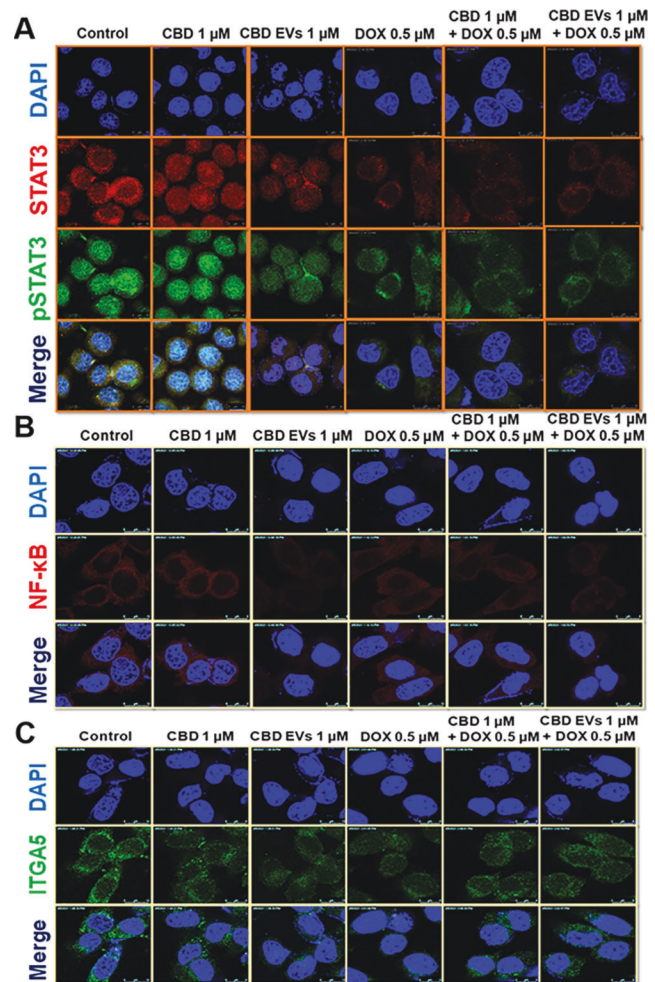 A
Control CBD 1 µM CBD EVs 1 µM DOX 0.5 µM CBD 1 µM + DOX 0.5 µM CBD EVs 1 µM + DOX 0.5 µM
DAPI
STAT3
pSTAT3
Merge
B
Control CBD 1 µM CBD EVs 1 µM DOX 0.5 µM CBD 1 µM + DOX 0.5 µM CBD EVs 1 µM + DOX 0.5 µM
DAPI
NF-κB
Merge
C
Control CBD 1 µM CBD EVs 1 µM DOX 0.5 µM CBD 1 µM + DOX 0.5 µM CBD EVs 1 µM + DOX 0.5 µM
DAPI
ITGA5
Merge